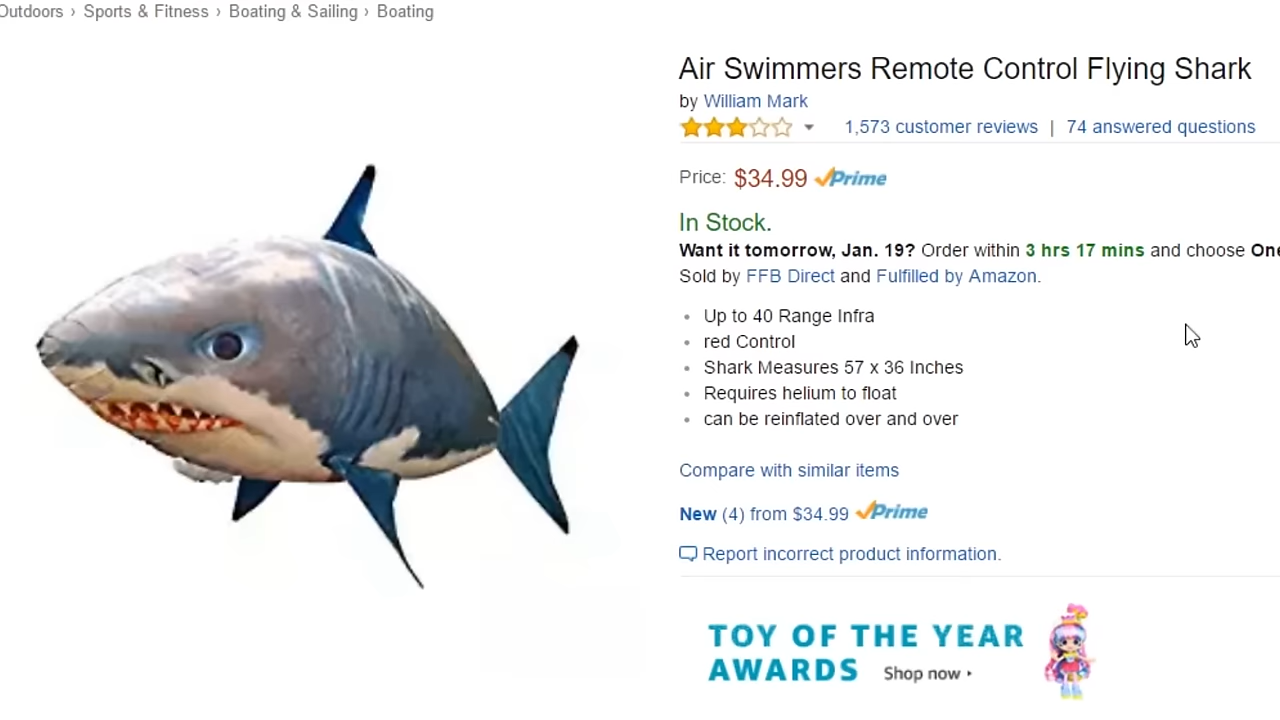 Outdoors › Sports & Fitness › Boating & Sailing › Boating
Air Swimmers Remote Control Flying Shark
by William Mark
1,573 customer reviews | 74 answered questions
Price: $34.99 Prime
In Stock.
Want it tomorrow, Jan. 19? Order within 3 hrs 17 mins and choose One
Sold by FFB Direct and Fulfilled by Amazon.
• Up to 40 Range Infra
• red Control
• Shark Measures 57 x 36 Inches
• Requires helium to float
• can be reinflated over and over
Compare with similar items
New (4) from $34.99 Prime
Report incorrect product information.
TOY OF THE YEAR
AWARDS Shop now ›